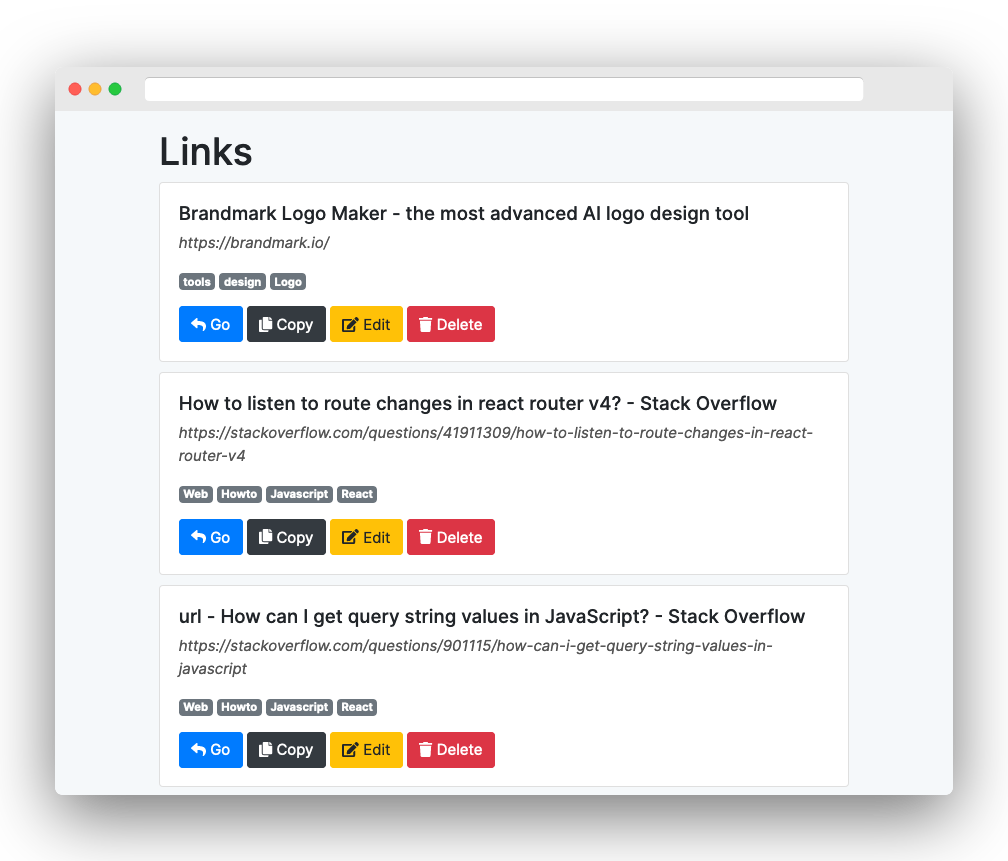 Links
Brandmark Logo Maker - the most advanced AI logo design tool
https://brandmark.io/
tools design Logo
Go Copy Edit Delete
How to listen to route changes in react router v4? - Stack Overflow
https://stackoverflow.com/questions/41911309/how-to-listen-to-route-changes-in-react-
router-v4
Web Howto Javascript React
Go Copy Edit Delete
url - How can I get query string values in JavaScript? - Stack Overflow
https://stackoverflow.com/questions/901115/how-can-i-get-query-string-values-in-
javascript
Web Howto Javascript React
Go Copy Edit Delete